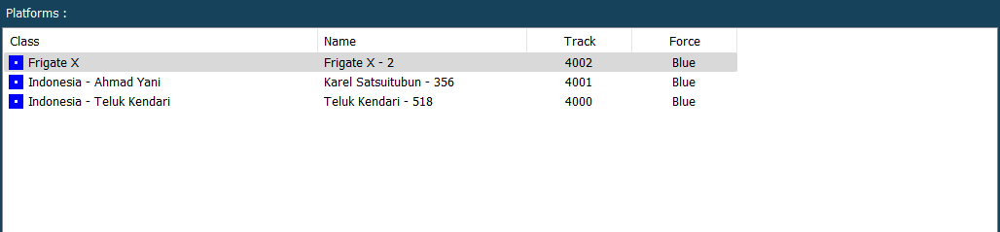 Platforms :
Class Name Track Force
Frigate X Frigate X - 2 4002 Blue
Indonesia - Ahmad Yani Karel Satsuitubun - 356 4001 Blue
Indonesia - Teluk Kendari Teluk Kendari - 518 4000 Blue